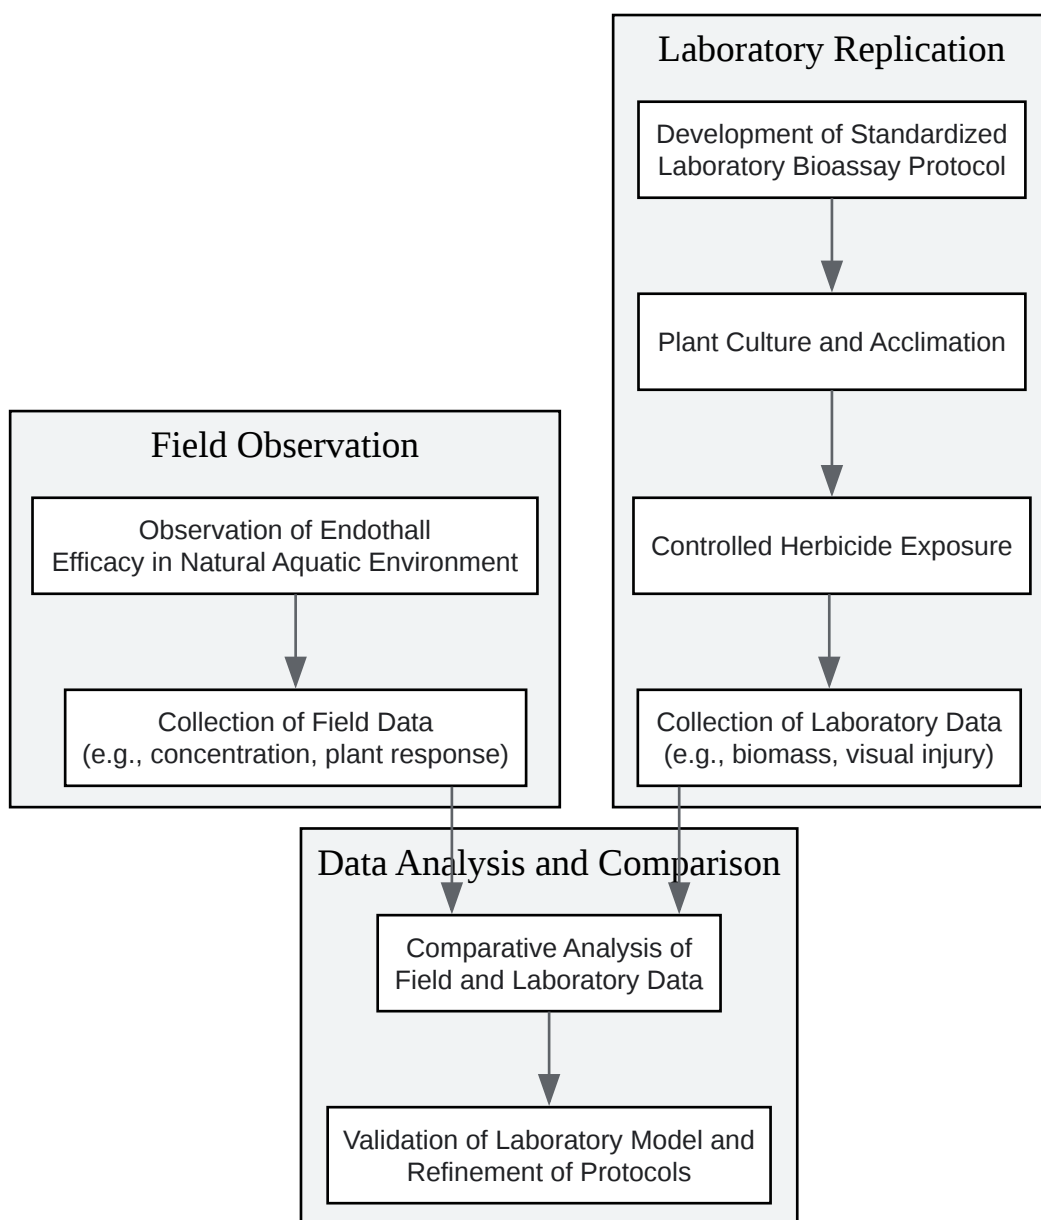 Laboratory Replication
Development of Standardized
Laboratory Bioassay Protocol
Plant Culture and Acclimation
Controlled Herbicide Exposure
Collection of Laboratory Data
(e.g., biomass, visual injury)
Field Observation
Observation of Endothall
Efficacy in Natural Aquatic Environment
Collection of Field Data
(e.g., concentration, plant response)
Data Analysis and Comparison
Comparative Analysis of
Field and Laboratory Data
Validation of Laboratory Model and
Refinement of Protocols